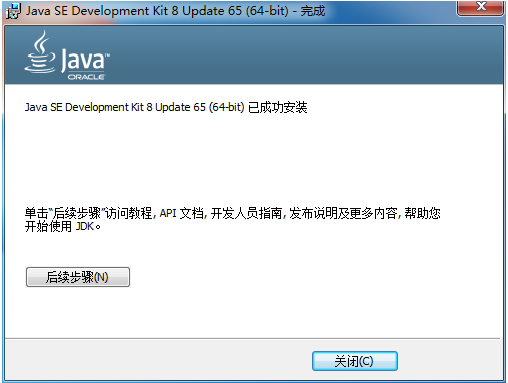 Java SE Development Kit 8 Update 65 (64-bit) - 完成
Java™
ORACLE
Java SE Development Kit 8 Update 65 (64-bit) 已成功安装
单击“后续步骤”访问教程, API 文档, 开发人员指南, 发布说明及更多内容, 帮助您
开始使用 JDK。
后续步骤(N)
关闭(C)